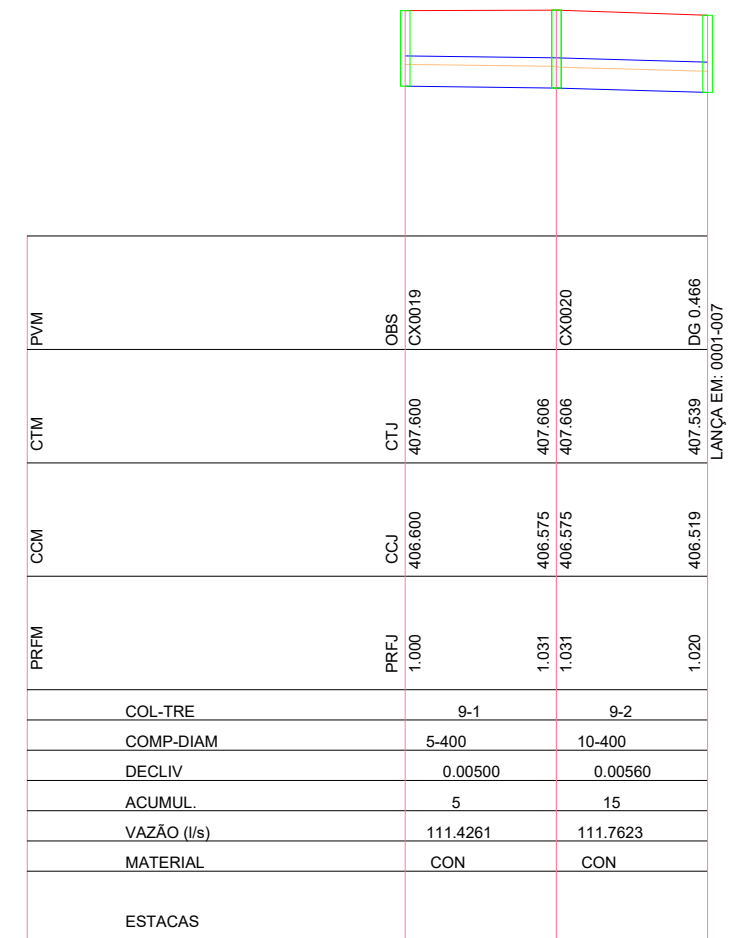 PVM OBS CX0019 CX0020 DG 0.466
LANÇA EM: 0001-007
CTM CTJ 407.600 407.606 407.606 407.539
CCM CCJ 406.600 406.575 406.575 406.519
PRFM PRFJ 1.000 1.031 1.031 1.020
COL-TRE 9-1 9-2
COMP-DIAM 5-400 10-400
DECLIV 0.00500 0.00560
ACUMUL. 5 15
VAZÃO (l/s) 111.4261 111.7623
MATERIAL CON CON
ESTACAS